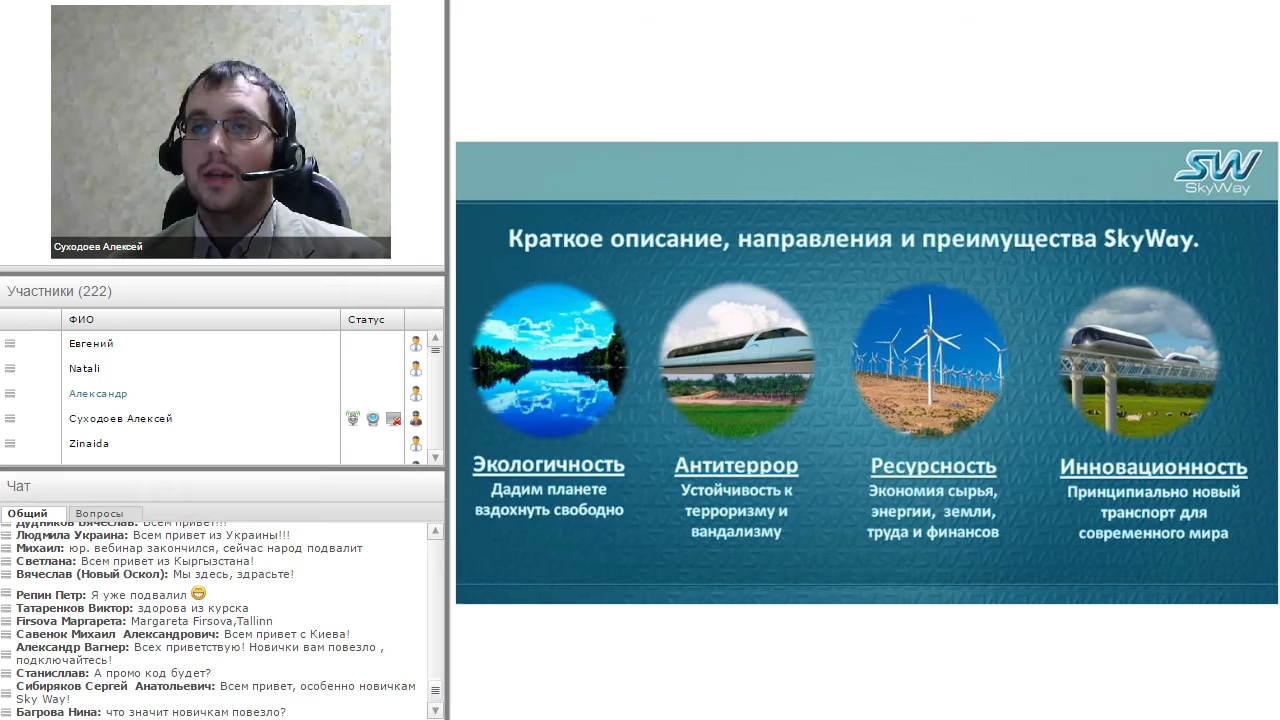 Суходоев Алексей
Участники (222)
ФИО
Статус
Евгений
Natali
Александр
Суходоев Алексей
Zinaida
Чат
Общий
Вопросы
Дудников Вячеслав: Всем привет!!!
Людмила Украина: Всем привет из Украины!!!
Михаил: юр. вебинар закончился, сейчас народ подвалит
Светлана: Всем привет из Кыргызстана!
Вячеслав (Новый Оскол): Мы здесь, здрасьте!
Репин Петр: Я уже подвалил
Татаренков Виктор: здорова из курска
Firsova Маргарета: Margareta Firsova,Tallinn
Савенок Михаил Александрович: Всем привет с Киева!
Александр Вагнер: Всех приветствую! Новички вам повезло ,
подключайтесь!
Станисллав: А промо код будет?
Сибиряков Сергей Анатольевич: Всем привет, особенно новичкам
Sky Way!
Багрова Нина: что значит новичкам повезло?
SW
SkyWay
Краткое описание, направления и преимущества SkyWay.
Экологичность
Дадим планете
вздохнуть свободно
Антитеррор
Устойчивость к
терроризму и
вандализму
Ресурсность
Экономия сырья,
энергии, земли,
труда и финансов
Инновационность
Принципиально новый
транспорт для
современного мира